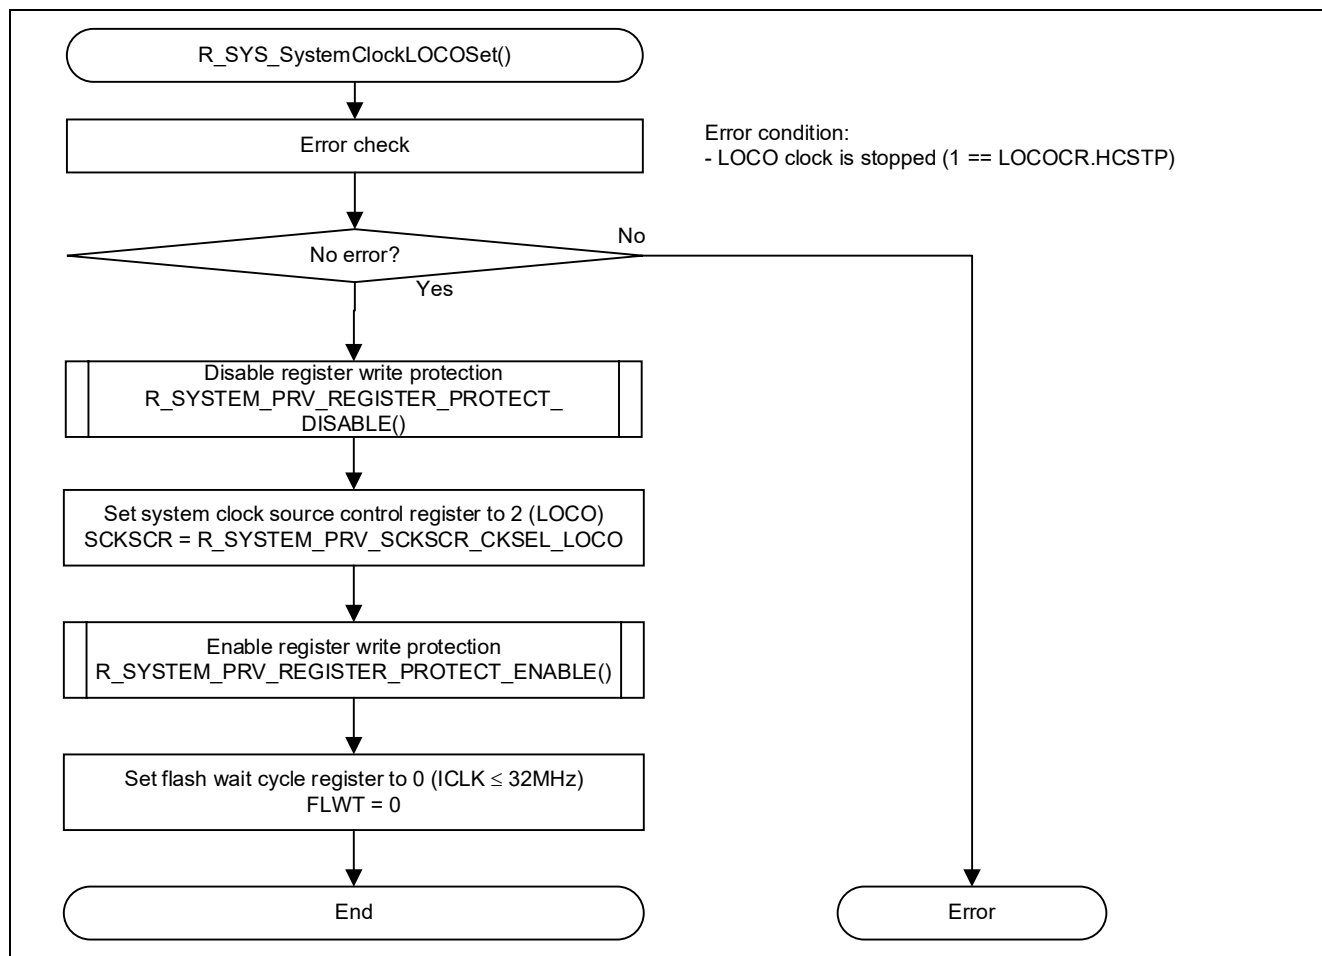 R_SYS_SystemClockLOCOSet()
Error check
Error condition:
- LOCO clock is stopped (1 == LOCOCR.HCSTP)
No error?
No
Yes
Disable register write protection
R_SYSTEM_PRV_REGISTER_PROTECT_
DISABLE()
Set system clock source control register to 2 (LOCO)
SCKSCR = R_SYSTEM_PRV_SCKSCR_CKSEL_LOCO
Enable register write protection
R_SYSTEM_PRV_REGISTER_PROTECT_ENABLE()
Set flash wait cycle register to 0 (ICLK ≤ 32MHz)
FLWT = 0
End
Error